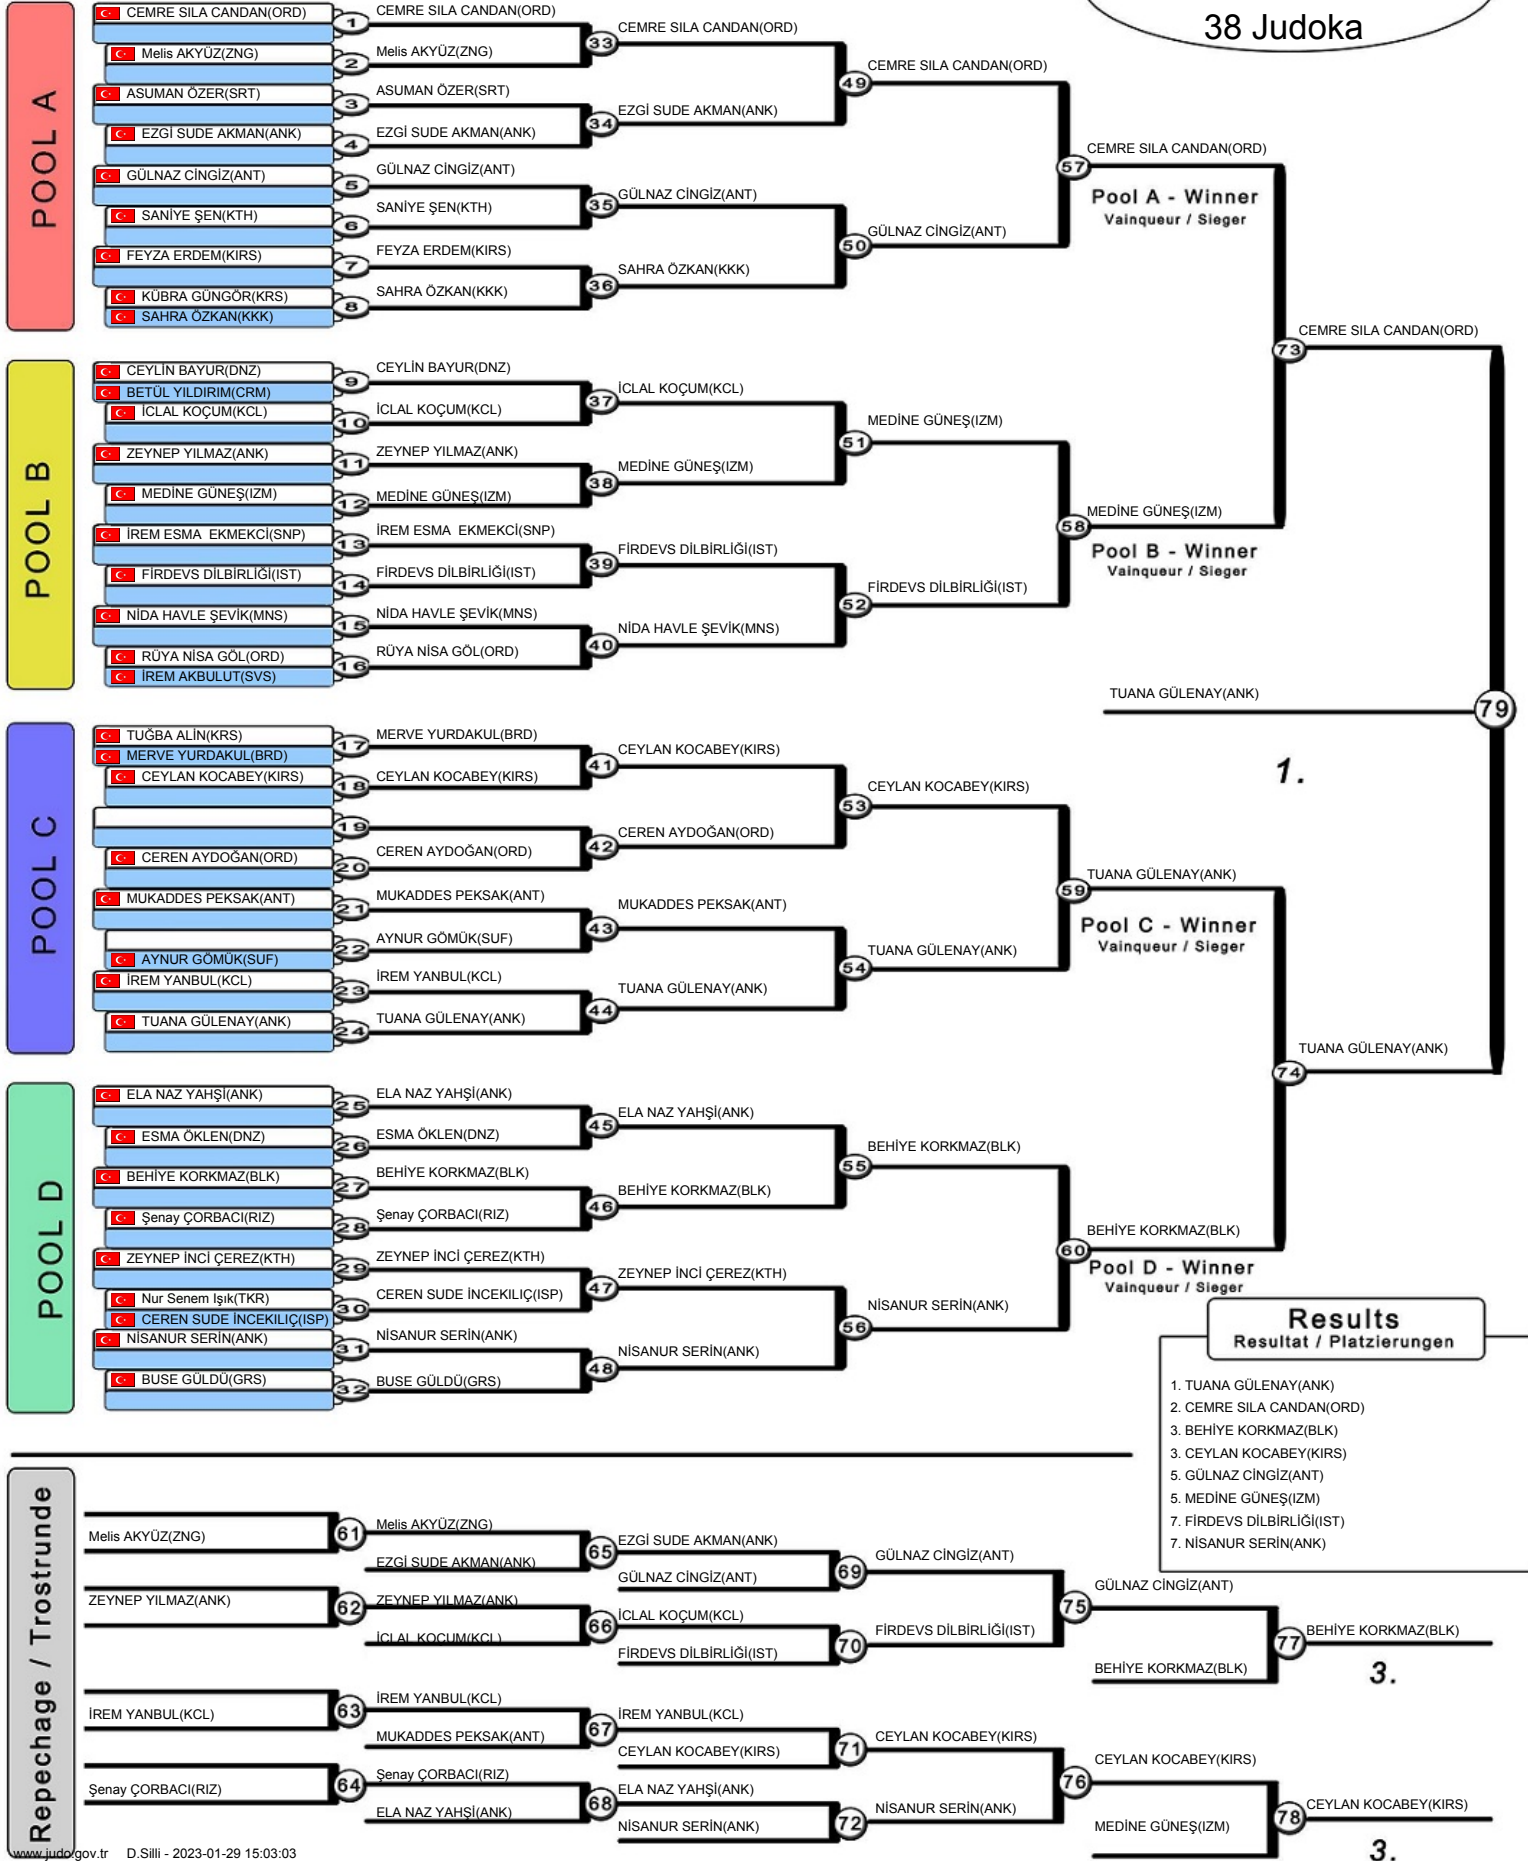 38 Judoka
POOL A
CEMRE SILA CANDAN(ORD)
Melis AKYÜZ(ZNG)
ASUMAN ÖZER(SRT)
EZGİ SUDE AKMAN(ANK)
GÜLNAZ CİNGİZ(ANT)
SANİYE ŞEN(KTH)
FEYZA ERDEM(KIRS)
KÜBRA GÜNGÖR(KRS)
SAHRA ÖZKAN(KKK)
1
2
3
4
5
6
7
8
CEMRE SILA CANDAN(ORD)
Melis AKYÜZ(ZNG)
ASUMAN ÖZER(SRT)
EZGİ SUDE AKMAN(ANK)
GÜLNAZ CİNGİZ(ANT)
SANİYE ŞEN(KTH)
FEYZA ERDEM(KIRS)
SAHRA ÖZKAN(KKK)
33
34
35
36
CEMRE SILA CANDAN(ORD)
EZGİ SUDE AKMAN(ANK)
GÜLNAZ CİNGİZ(ANT)
SAHRA ÖZKAN(KKK)
49
50
CEMRE SILA CANDAN(ORD)
GÜLNAZ CİNGİZ(ANT)
57
CEMRE SILA CANDAN(ORD)
Pool A - Winner
Vainqueur / Sieger
POOL B
CEYLİN BAYUR(DNZ)
BETÜL YILDIRIM(CRM)
İCLAL KOÇUM(KCL)
ZEYNEP YILMAZ(ANK)
MEDİNE GÜNEŞ(IZM)
İREM ESMA  EKMEKCİ(SNP)
FİRDEVS DİLBİRLİĞİ(IST)
NİDA HAVLE ŞEVİK(MNS)
RÜYA NİSA GÖL(ORD)
İREM AKBULUT(SVS)
9
10
11
12
13
14
15
16
CEYLİN BAYUR(DNZ)
İCLAL KOÇUM(KCL)
ZEYNEP YILMAZ(ANK)
MEDİNE GÜNEŞ(IZM)
İREM ESMA  EKMEKCİ(SNP)
FİRDEVS DİLBİRLİĞİ(IST)
NİDA HAVLE ŞEVİK(MNS)
RÜYA NİSA GÖL(ORD)
37
38
39
40
İCLAL KOÇUM(KCL)
MEDİNE GÜNEŞ(IZM)
FİRDEVS DİLBİRLİĞİ(IST)
NİDA HAVLE ŞEVİK(MNS)
51
52
MEDİNE GÜNEŞ(IZM)
FİRDEVS DİLBİRLİĞİ(IST)
58
MEDİNE GÜNEŞ(IZM)
Pool B - Winner
Vainqueur / Sieger
73
CEMRE SILA CANDAN(ORD)
TUANA GÜLENAY(ANK)
79
1.
POOL C
TUĞBA ALİN(KRS)
MERVE YURDAKUL(BRD)
CEYLAN KOCABEY(KIRS)
CEREN AYDOĞAN(ORD)
MUKADDES PEKSAK(ANT)
AYNUR GÖMÜK(SUF)
İREM YANBUL(KCL)
TUANA GÜLENAY(ANK)
17
18
19
20
21
22
23
24
MERVE YURDAKUL(BRD)
CEYLAN KOCABEY(KIRS)
CEREN AYDOĞAN(ORD)
MUKADDES PEKSAK(ANT)
AYNUR GÖMÜK(SUF)
İREM YANBUL(KCL)
TUANA GÜLENAY(ANK)
41
42
43
44
CEYLAN KOCABEY(KIRS)
CEREN AYDOĞAN(ORD)
MUKADDES PEKSAK(ANT)
TUANA GÜLENAY(ANK)
53
54
CEYLAN KOCABEY(KIRS)
TUANA GÜLENAY(ANK)
59
TUANA GÜLENAY(ANK)
Pool C - Winner
Vainqueur / Sieger
POOL D
ELA NAZ YAHŞİ(ANK)
ESMA ÖKLEN(DNZ)
BEHİYE KORKMAZ(BLK)
Şenay ÇORBACI(RIZ)
ZEYNEP İNCİ ÇEREZ(KTH)
Nur Senem Işık(TKR)
CEREN SUDE İNCEKILIÇ(ISP)
NİSANUR SERİN(ANK)
BUSE GÜLDÜ(GRS)
25
26
27
28
29
30
31
32
ELA NAZ YAHŞİ(ANK)
ESMA ÖKLEN(DNZ)
BEHİYE KORKMAZ(BLK)
Şenay ÇORBACI(RIZ)
ZEYNEP İNCİ ÇEREZ(KTH)
CEREN SUDE İNCEKILIÇ(ISP)
NİSANUR SERİN(ANK)
BUSE GÜLDÜ(GRS)
45
46
47
48
ELA NAZ YAHŞİ(ANK)
BEHİYE KORKMAZ(BLK)
ZEYNEP İNCİ ÇEREZ(KTH)
NİSANUR SERİN(ANK)
55
56
BEHİYE KORKMAZ(BLK)
NİSANUR SERİN(ANK)
60
BEHİYE KORKMAZ(BLK)
Pool D - Winner
Vainqueur / Sieger
74
TUANA GÜLENAY(ANK)
Results
Resultat / Platzierungen
1. TUANA GÜLENAY(ANK)
2. CEMRE SILA CANDAN(ORD)
3. BEHİYE KORKMAZ(BLK)
3. CEYLAN KOCABEY(KIRS)
5. GÜLNAZ CİNGİZ(ANT)
5. MEDİNE GÜNEŞ(IZM)
7. FİRDEVS DİLBİRLİĞİ(IST)
7. NİSANUR SERİN(ANK)
Repechage / Trostrunde
Melis AKYÜZ(ZNG)
ZEYNEP YILMAZ(ANK)
İREM YANBUL(KCL)
Şenay ÇORBACI(RIZ)
61
62
63
64
Melis AKYÜZ(ZNG)
EZGİ SUDE AKMAN(ANK)
ZEYNEP YILMAZ(ANK)
İCLAL KOÇUM(KCL)
İREM YANBUL(KCL)
MUKADDES PEKSAK(ANT)
Şenay ÇORBACI(RIZ)
ELA NAZ YAHŞİ(ANK)
65
66
67
68
EZGİ SUDE AKMAN(ANK)
GÜLNAZ CİNGİZ(ANT)
İCLAL KOÇUM(KCL)
FİRDEVS DİLBİRLİĞİ(IST)
İREM YANBUL(KCL)
CEYLAN KOCABEY(KIRS)
ELA NAZ YAHŞİ(ANK)
NİSANUR SERİN(ANK)
69
70
71
72
GÜLNAZ CİNGİZ(ANT)
FİRDEVS DİLBİRLİĞİ(IST)
CEYLAN KOCABEY(KIRS)
NİSANUR SERİN(ANK)
75
76
GÜLNAZ CİNGİZ(ANT)
BEHİYE KORKMAZ(BLK)
CEYLAN KOCABEY(KIRS)
MEDİNE GÜNEŞ(IZM)
77
78
BEHİYE KORKMAZ(BLK)
3.
CEYLAN KOCABEY(KIRS)
3.
www.judo.gov.tr    D.Silli - 2023-01-29 15:03:03